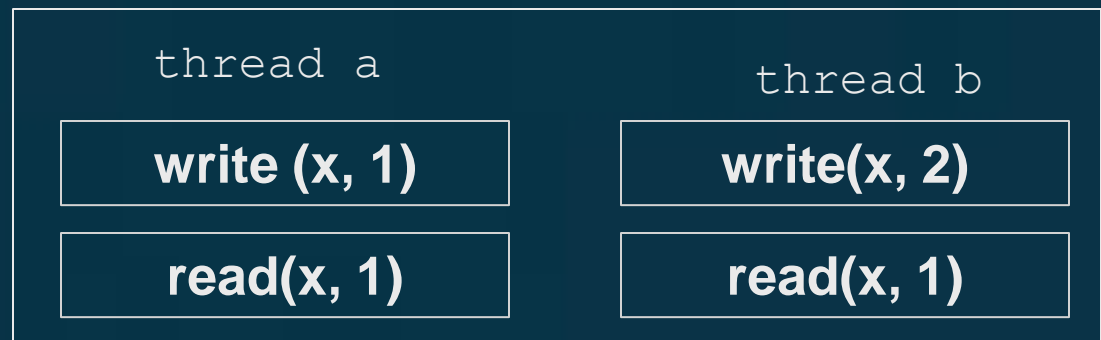 thread a
thread b
write (x, 1)
write(x, 2)
read(x, 1)
read(x, 1)